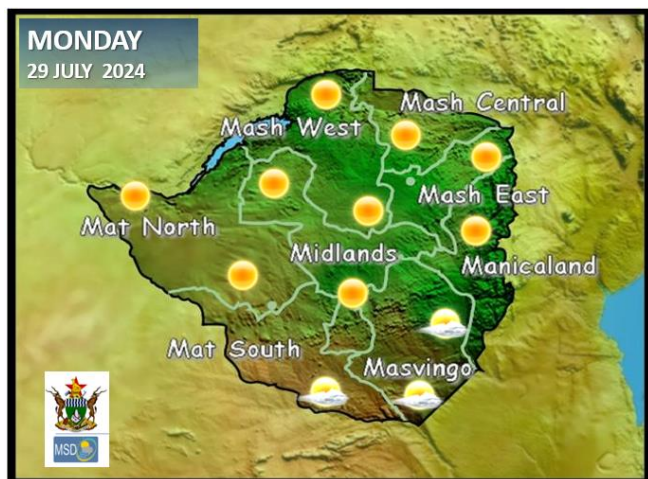 MONDAY
29 JULY 2024
Mash Central
Mash West
Mash East
Mat North
Midlands
Manicaland
Mat South
Masvingo
MSD